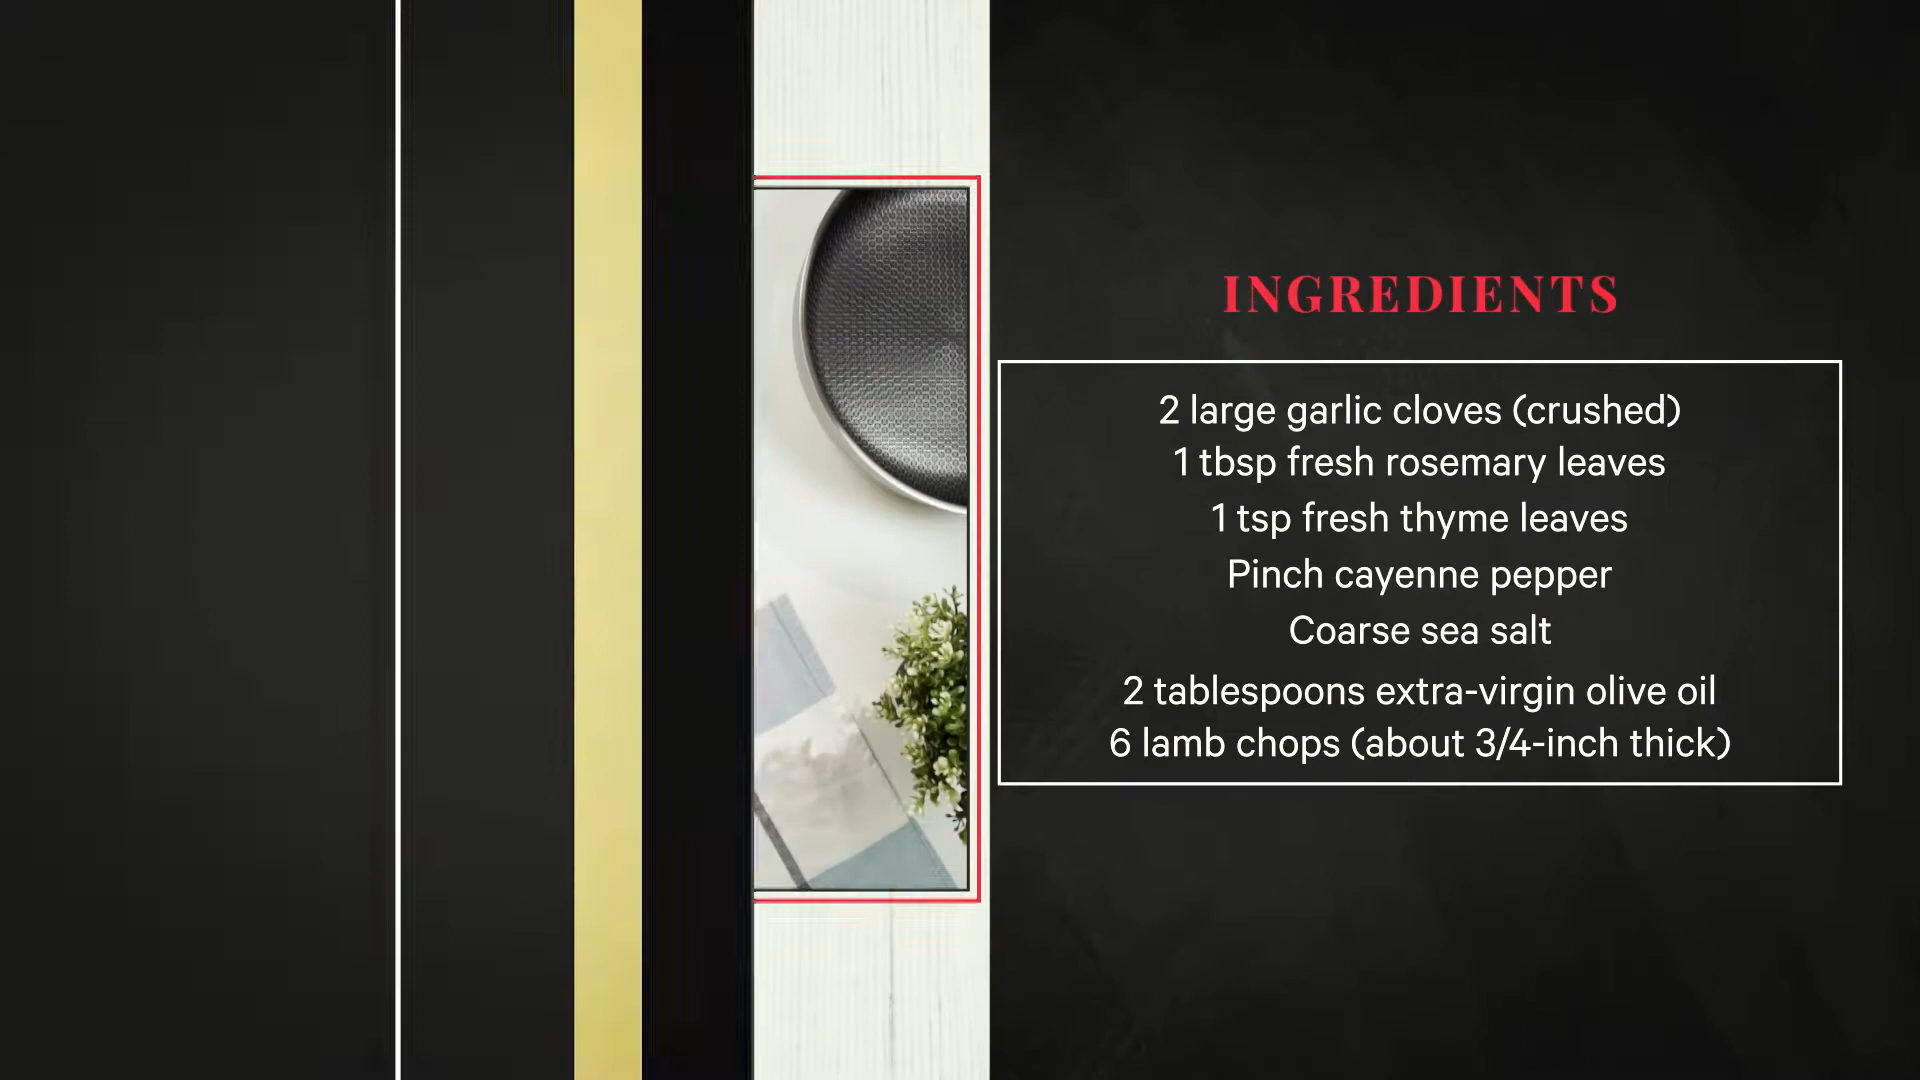 INGREDIENTS
2 large garlic cloves (crushed)
1 tbsp fresh rosemary leaves
1 tsp fresh thyme leaves
Pinch cayenne pepper
Coarse sea salt
2 tablespoons extra-virgin olive oil
6 lamb chops (about 3/4-inch thick)